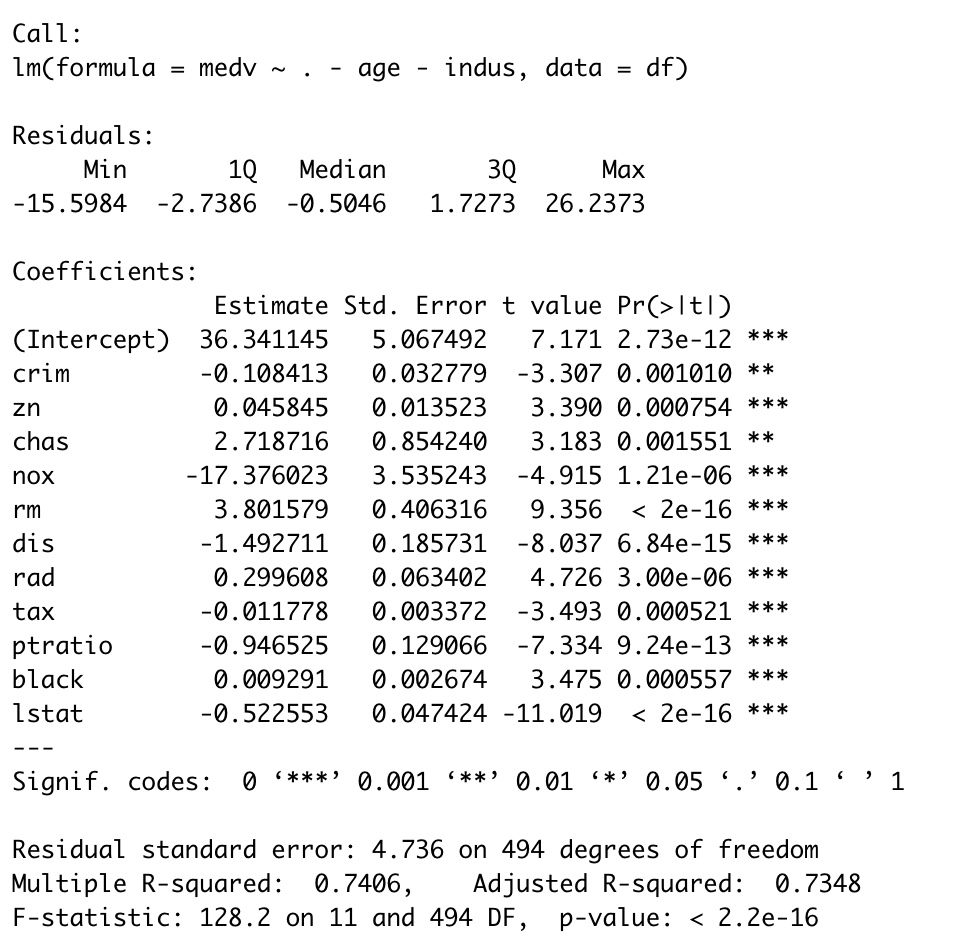 Call:
lm(formula = medv ~ . - age - indus, data = df)

Residuals:
     Min       1Q   Median       3Q      Max
-15.5984  -2.7386  -0.5046   1.7273  26.2373

Coefficients:
              Estimate Std. Error t value Pr(>|t|)
(Intercept)  36.341145   5.067492   7.171 2.73e-12 ***
crim         -0.108413   0.032779  -3.307 0.001010 **
zn            0.045845   0.013523   3.390 0.000754 ***
chas          2.718716   0.854240   3.183 0.001551 **
nox         -17.376023   3.535243  -4.915 1.21e-06 ***
rm            3.801579   0.406316   9.356  < 2e-16 ***
dis          -1.492711   0.185731  -8.037 6.84e-15 ***
rad           0.299608   0.063402   4.726 3.00e-06 ***
tax          -0.011778   0.003372  -3.493 0.000521 ***
ptratio      -0.946525   0.129066  -7.334 9.24e-13 ***
black         0.009291   0.002674   3.475 0.000557 ***
lstat        -0.522553   0.047424 -11.019  < 2e-16 ***
---
Signif. codes:  0 ‘***’ 0.001 ‘**’ 0.01 ‘*’ 0.05 ‘.’ 0.1 ‘ ’ 1

Residual standard error: 4.736 on 494 degrees of freedom
Multiple R-squared:  0.7406,    Adjusted R-squared:  0.7348
F-statistic: 128.2 on 11 and 494 DF,  p-value: < 2.2e-16